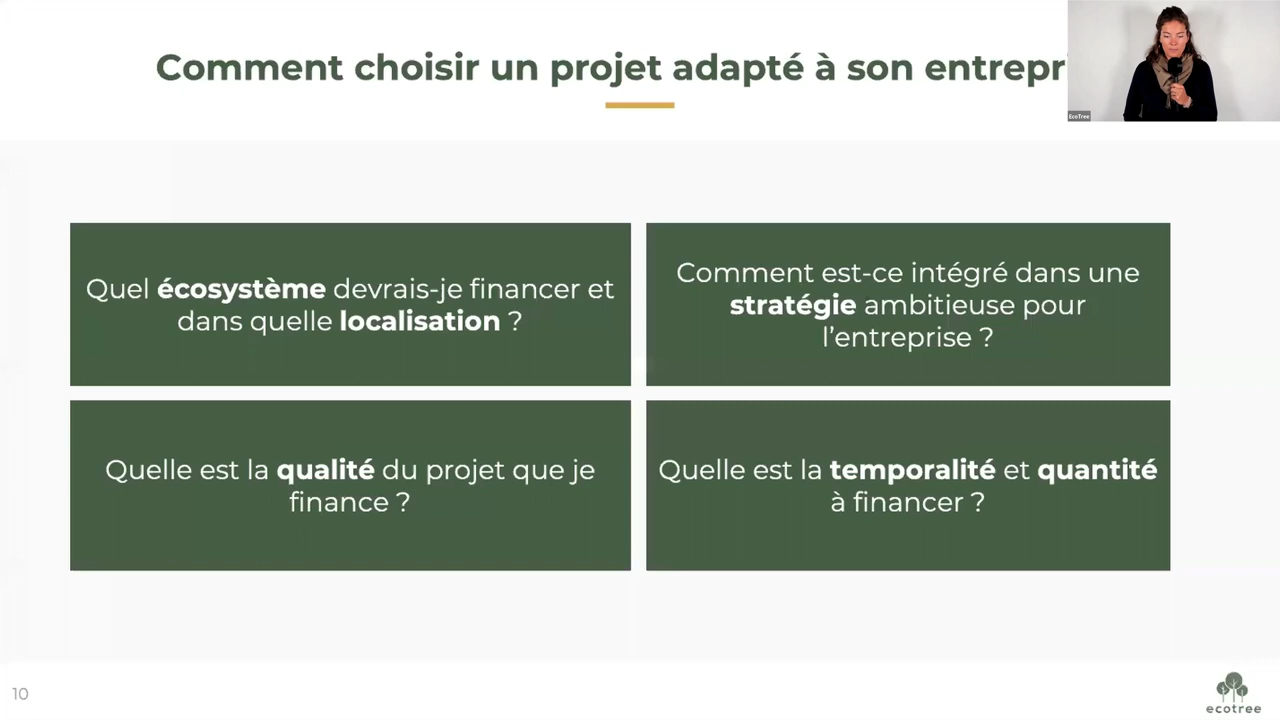 Comment choisir un projet adapté à son entrepri
EcoTree
Quel écosystème devrais-je financer et
dans quelle localisation ?
Comment est-ce intégré dans une
stratégie ambitieuse pour
l’entreprise ?
Quelle est la qualité du projet que je
finance ?
Quelle est la temporalité et quantité
à financer ?
10
ecotree